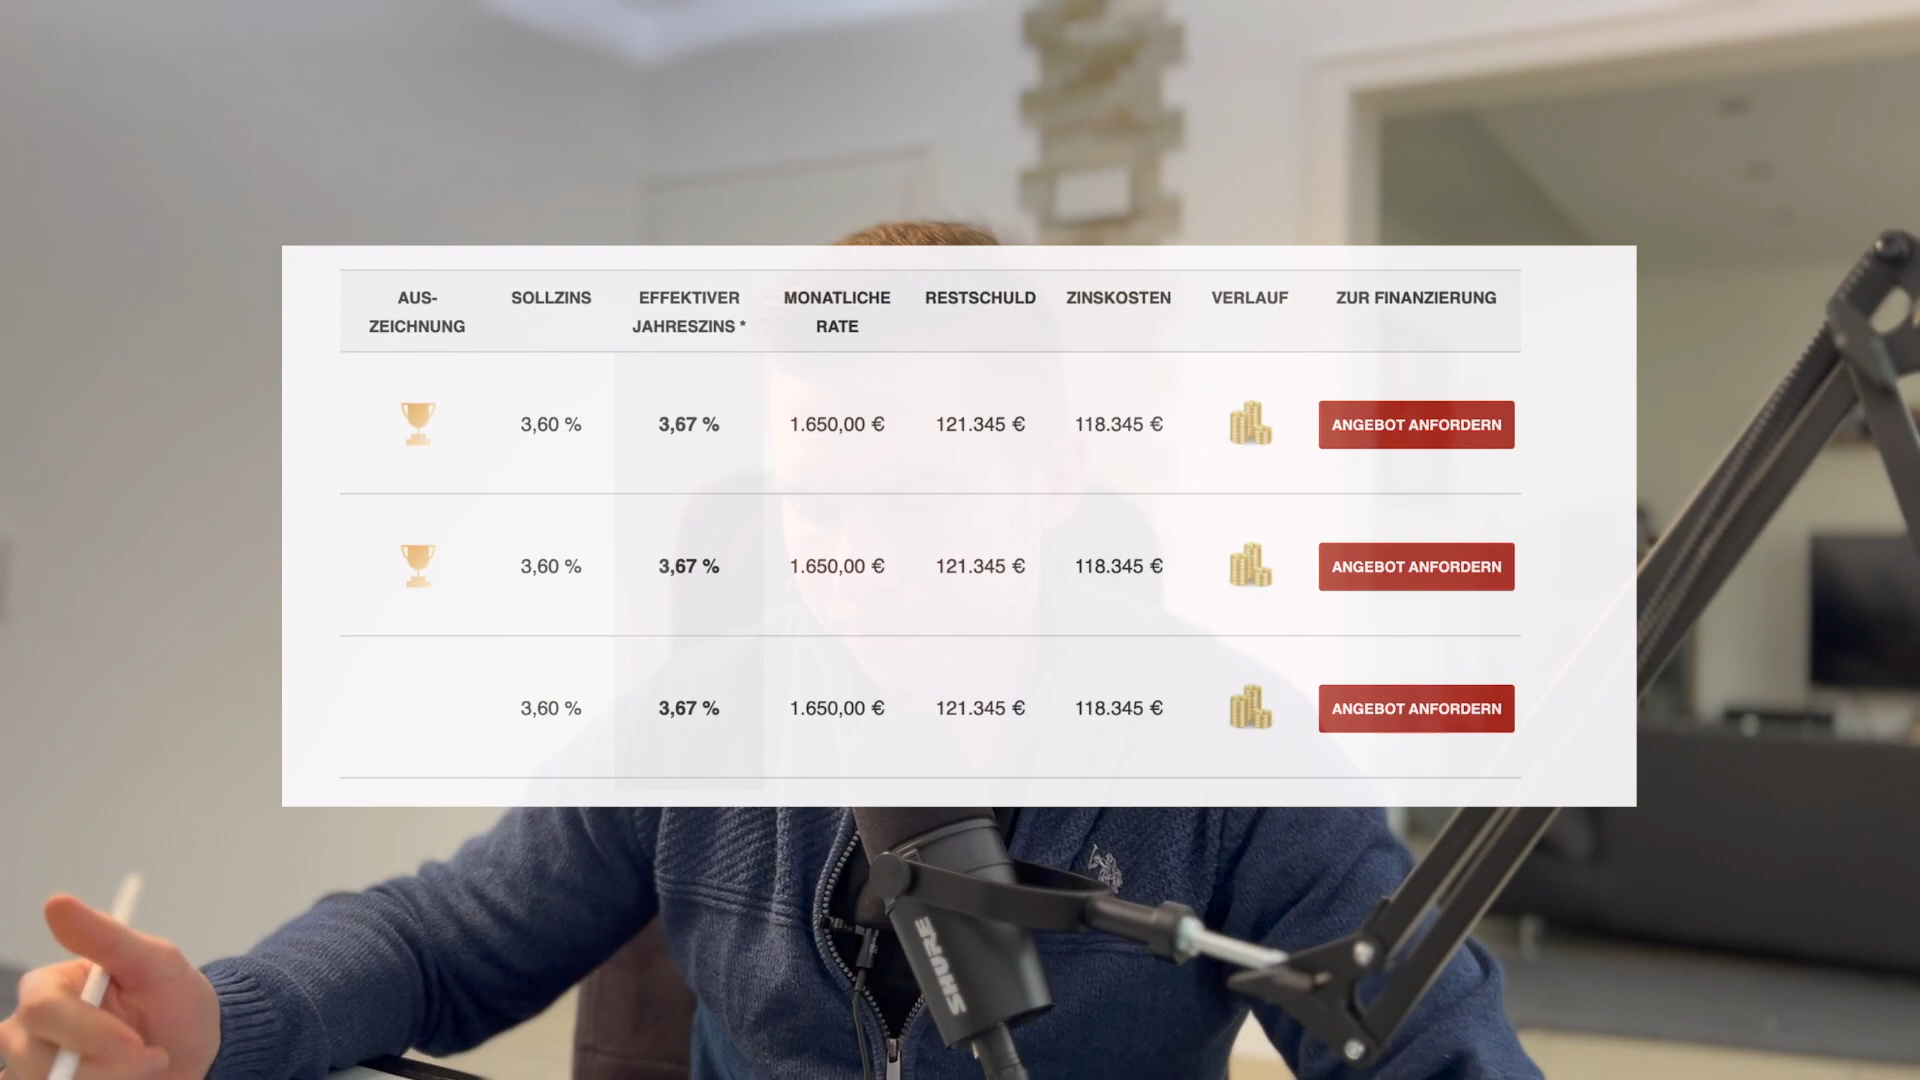 AUS-
ZEICHNUNG
SOLLZINS
EFFEKTIVER
JAHRESZINS *
MONATLICHE
RATE
RESTSCHULD
ZINSKOSTEN
VERLAUF
ZUR FINANZIERUNG
3,60 % 3,67 % 1.650,00 € 121.345 € 118.345 € ANGEBOT ANFORDERN
3,60 % 3,67 % 1.650,00 € 121.345 € 118.345 € ANGEBOT ANFORDERN
3,60 % 3,67 % 1.650,00 € 121.345 € 118.345 € ANGEBOT ANFORDERN
SHURE